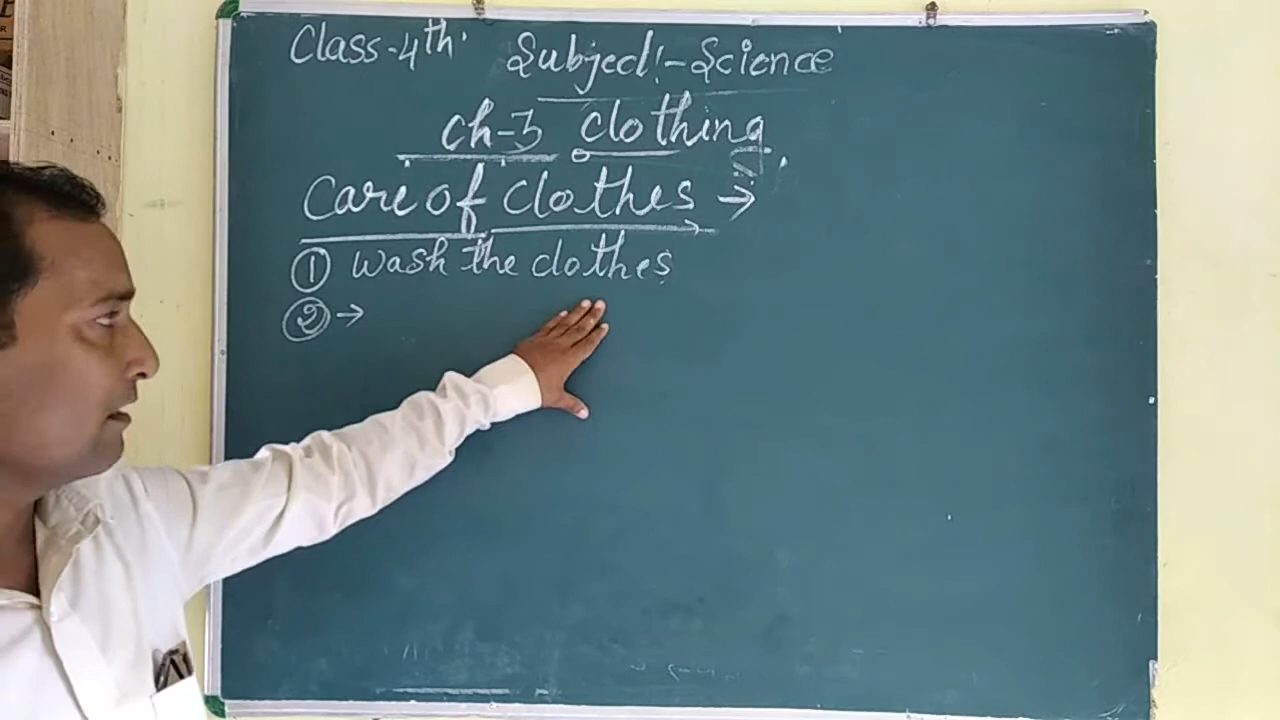 Class-4th. Subject:-Science
Ch-3 Clothing
Care of Clothes →
① Wash the clothes
② →